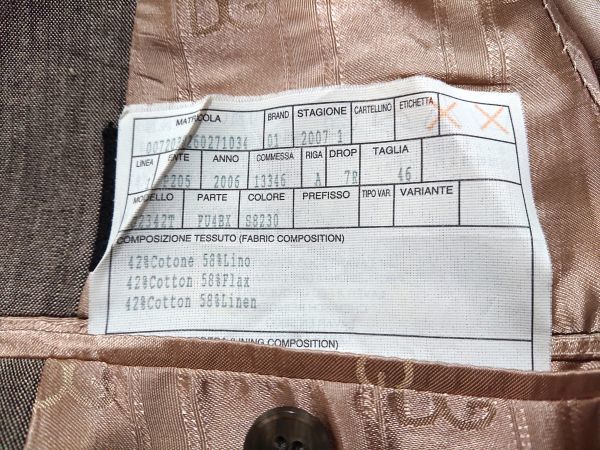 MATRICOLA BRAND STAGIONE CARTELLINO ETICHETTA
01 2007 1
LINEA ENTE ANNO COMMESSA RIGA DROP TAGLIA
2006 13346 A 7R 46
MODELLO PARTE COLORE PREFISSO TIPO VAR. VARIANTE
FU4BX S8230
COMPOSIZIONE TESSUTO (FABRIC COMPOSITION)
42%Cotone 58%Lino
42%Cotton 58%Flax
42%Cotton 58%Linen
(LINING COMPOSITION)